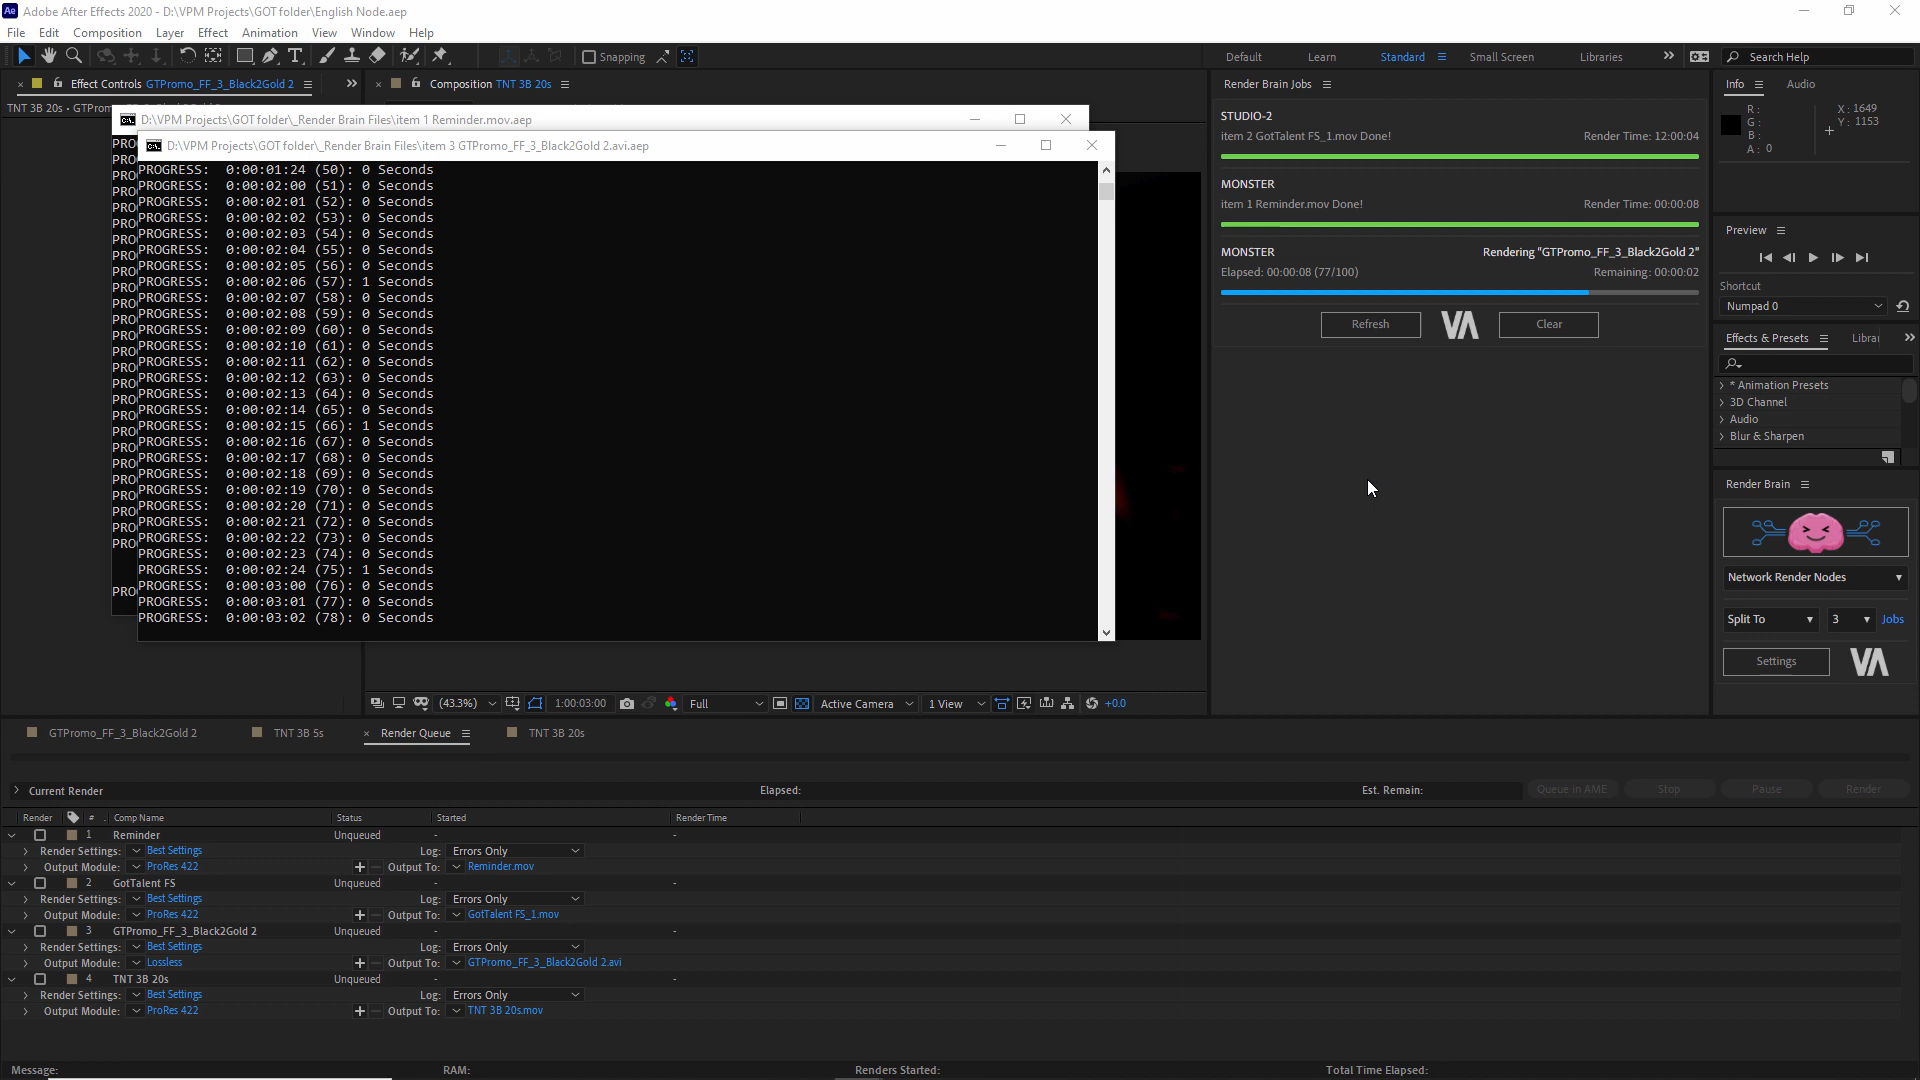 Adobe After Effects 2020 - D:\VPM Projects\GOT folder\English Node.aep
File Edit Composition Layer Effect Animation View Window Help
Snapping
Default Learn Standard Small Screen Libraries Search Help
Effect Controls GTPromo_FF_3_Black2Gold 2
Composition TNT 3B 20s
Render Brain Jobs
Info Audio
D:\VPM Projects\GOT folder\_Render Brain Files\item 1 Reminder.mov.aep
D:\VPM Projects\GOT folder\_Render Brain Files\item 3 GTPromo_FF_3_Black2Gold 2.avi.aep
PROGRESS: 0:00:01:24 (50): 0 Seconds
PROGRESS: 0:00:02:00 (51): 0 Seconds
PROGRESS: 0:00:02:01 (52): 0 Seconds
PROGRESS: 0:00:02:02 (53): 0 Seconds
PROGRESS: 0:00:02:03 (54): 0 Seconds
PROGRESS: 0:00:02:04 (55): 0 Seconds
PROGRESS: 0:00:02:05 (56): 0 Seconds
PROGRESS: 0:00:02:06 (57): 1 Seconds
PROGRESS: 0:00:02:07 (58): 0 Seconds
PROGRESS: 0:00:02:08 (59): 0 Seconds
PROGRESS: 0:00:02:09 (60): 0 Seconds
PROGRESS: 0:00:02:10 (61): 0 Seconds
PROGRESS: 0:00:02:11 (62): 0 Seconds
PROGRESS: 0:00:02:12 (63): 0 Seconds
PROGRESS: 0:00:02:13 (64): 0 Seconds
PROGRESS: 0:00:02:14 (65): 0 Seconds
PROGRESS: 0:00:02:15 (66): 1 Seconds
PROGRESS: 0:00:02:16 (67): 0 Seconds
PROGRESS: 0:00:02:17 (68): 0 Seconds
PROGRESS: 0:00:02:18 (69): 0 Seconds
PROGRESS: 0:00:02:19 (70): 0 Seconds
PROGRESS: 0:00:02:20 (71): 0 Seconds
PROGRESS: 0:00:02:21 (72): 0 Seconds
PROGRESS: 0:00:02:22 (73): 0 Seconds
PROGRESS: 0:00:02:23 (74): 0 Seconds
PROGRESS: 0:00:02:24 (75): 1 Seconds
PROGRESS: 0:00:03:00 (76): 0 Seconds
PROGRESS: 0:00:03:01 (77): 0 Seconds
PROGRESS: 0:00:03:02 (78): 0 Seconds
STUDIO-2
item 2 GotTalent FS_1.mov Done! Render Time: 12:00:04
MONSTER
item 1 Reminder.mov Done! Render Time: 00:00:08
MONSTER Rendering "GTPromo_FF_3_Black2Gold 2"
Elapsed: 00:00:08 (77/100) Remaining: 00:00:02
Refresh VA Clear
R:
G:
B:
A: 0
X: 1649
Y: 1153
Preview
Shortcut
Numpad 0
Effects & Presets Librar
* Animation Presets
3D Channel
Audio
Blur & Sharpen
Render Brain
Network Render Nodes
Split To 3 Jobs
Settings VA
(43.3%) 1:00:03:00 Full Active Camera 1 View +0.0
GTPromo_FF_3_Black2Gold 2 TNT 3B 5s Render Queue TNT 3B 20s
Current Render Elapsed: Est. Remain: Queue in AME Stop Pause Render
Render # Comp Name Status Started Render Time
1 Reminder Unqueued - -
Render Settings: Best Settings Log: Errors Only
Output Module: ProRes 422 Output To: Reminder.mov
2 GotTalent FS Unqueued - -
Render Settings: Best Settings Log: Errors Only
Output Module: ProRes 422 Output To: GotTalent FS_1.mov
3 GTPromo_FF_3_Black2Gold 2 Unqueued - -
Render Settings: Best Settings Log: Errors Only
Output Module: Lossless Output To: GTPromo_FF_3_Black2Gold 2.avi
4 TNT 3B 20s Unqueued - -
Render Settings: Best Settings Log: Errors Only
Output Module: ProRes 422 Output To: TNT 3B 20s.mov
Message: RAM: Renders Started: Total Time Elapsed: